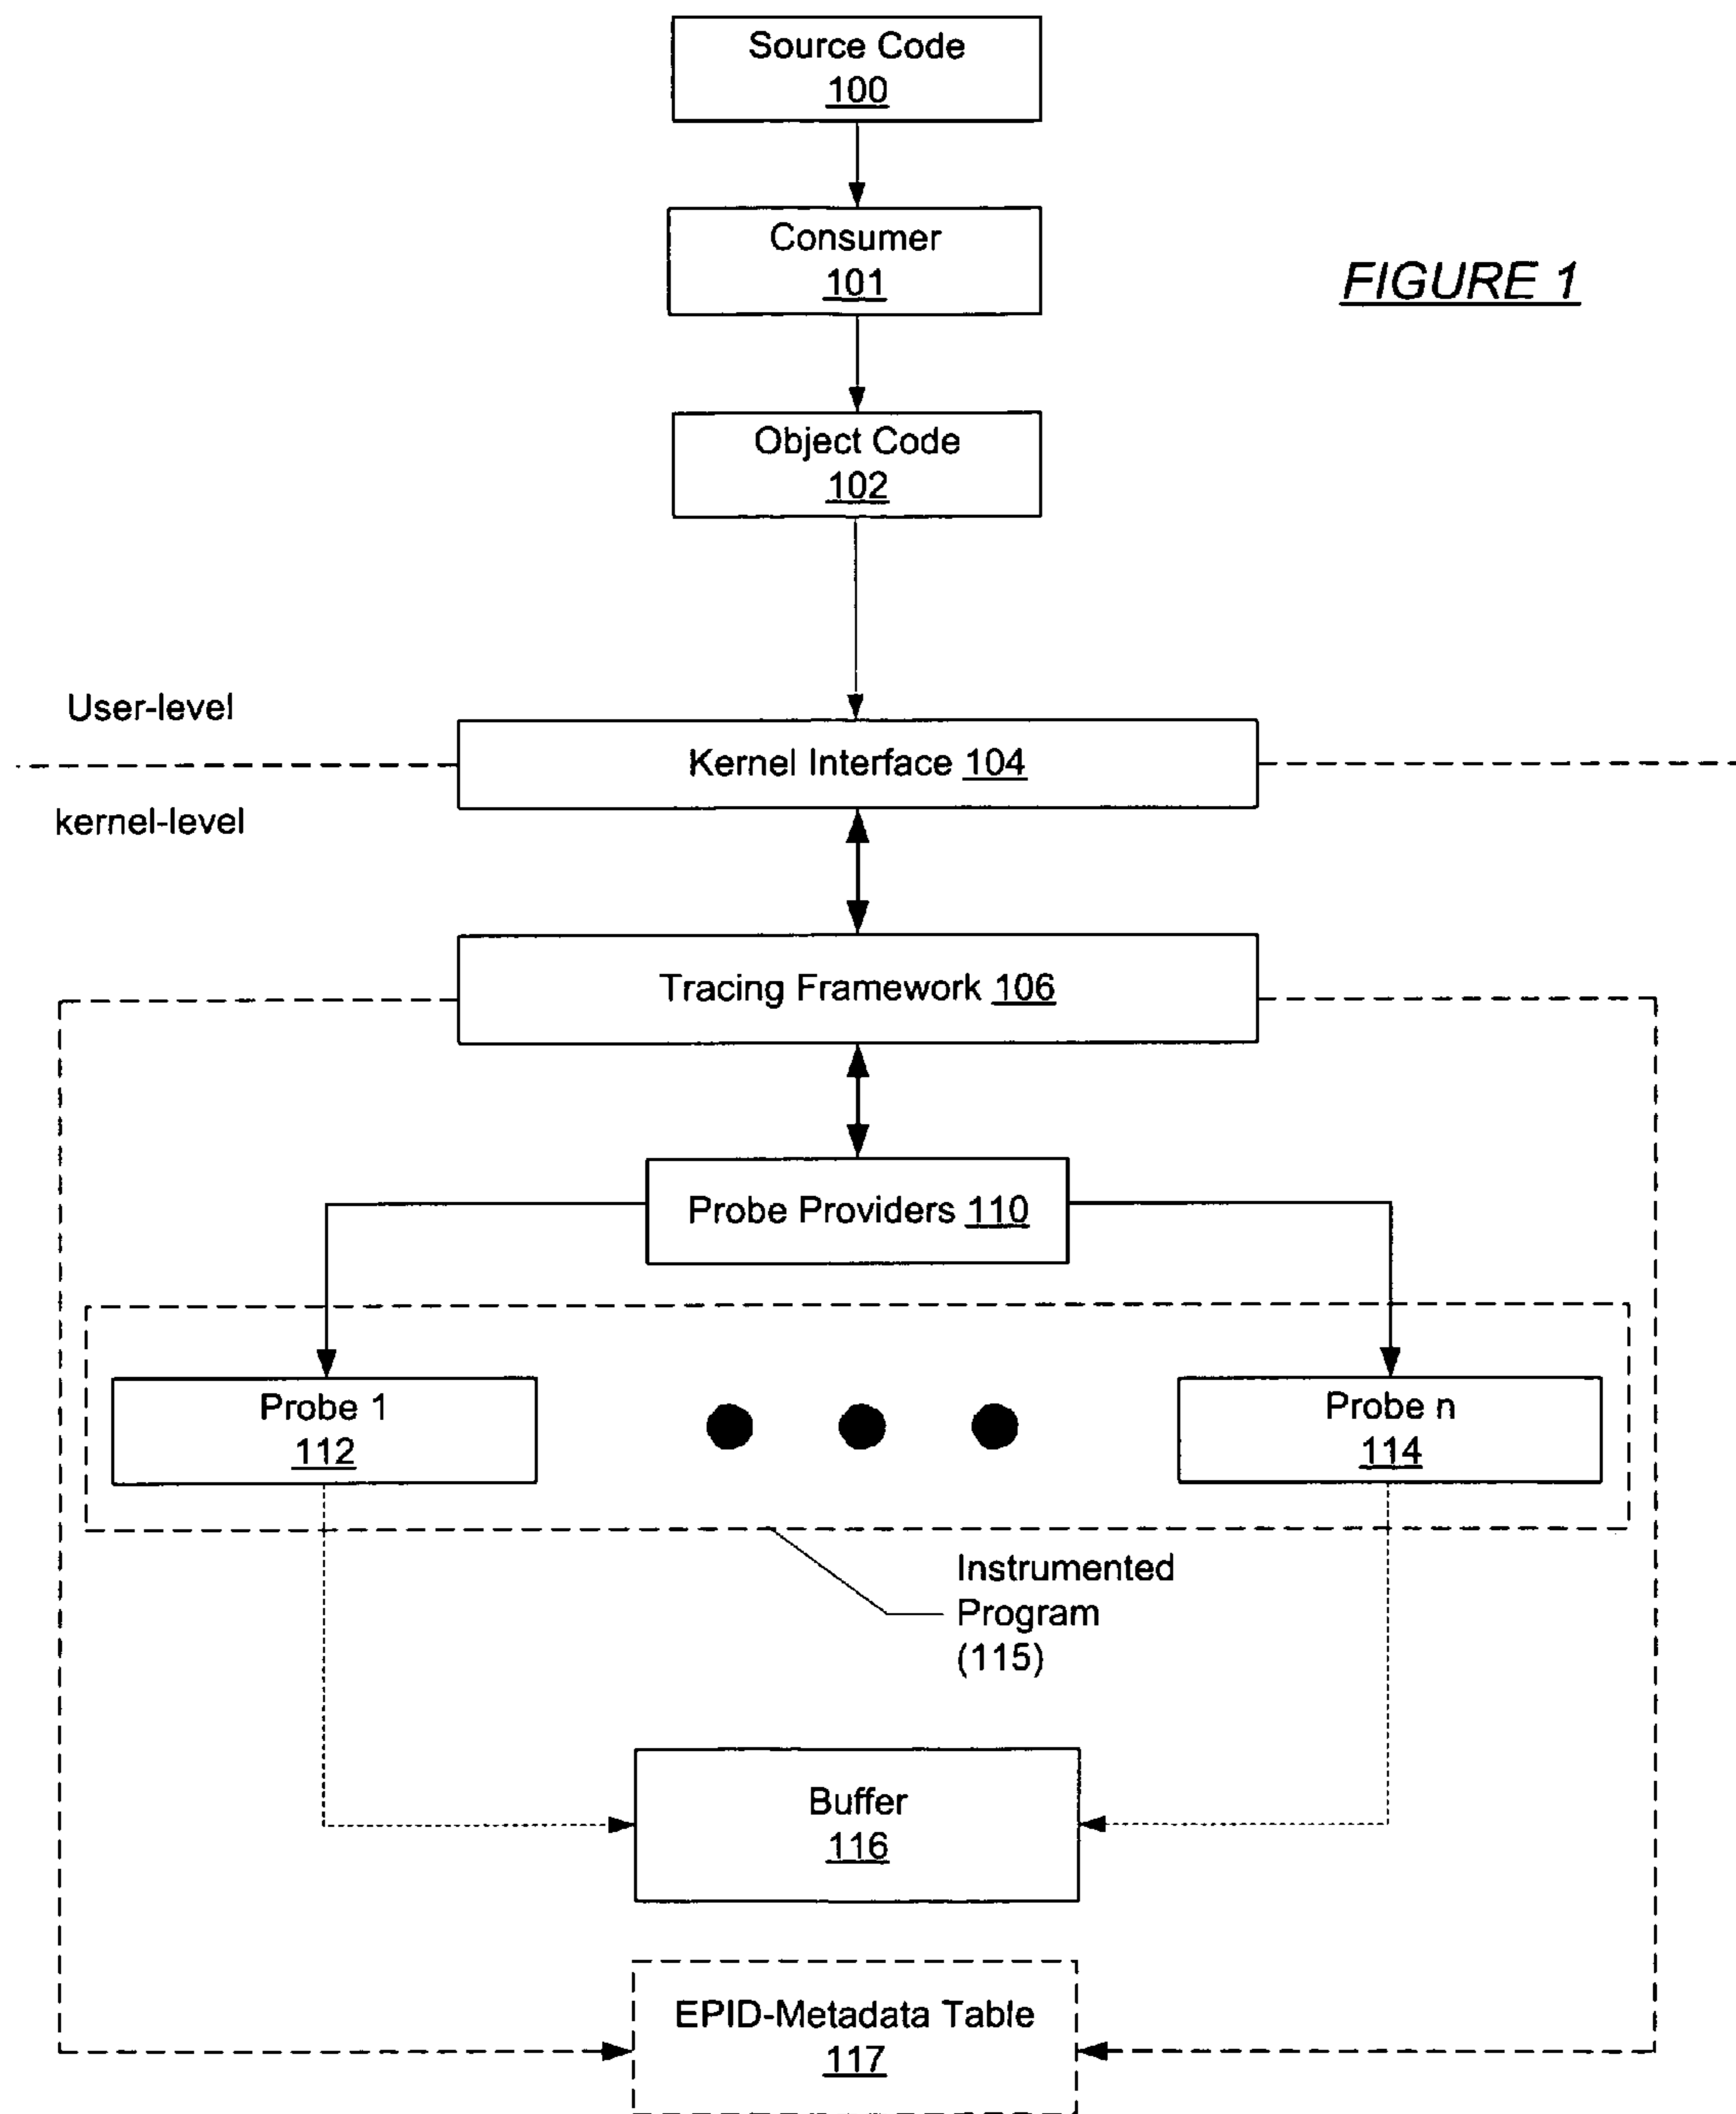 Source Code
100
Consumer
101
FIGURE 1
Object Code
102
User-level
Kernel Interface 104
kernel-level
Tracing Framework 106
Probe Providers 110
Probe 1
112
Probe n
114
Instrumented
Program
(115)
Buffer
116
EPID-Metadata Table
117